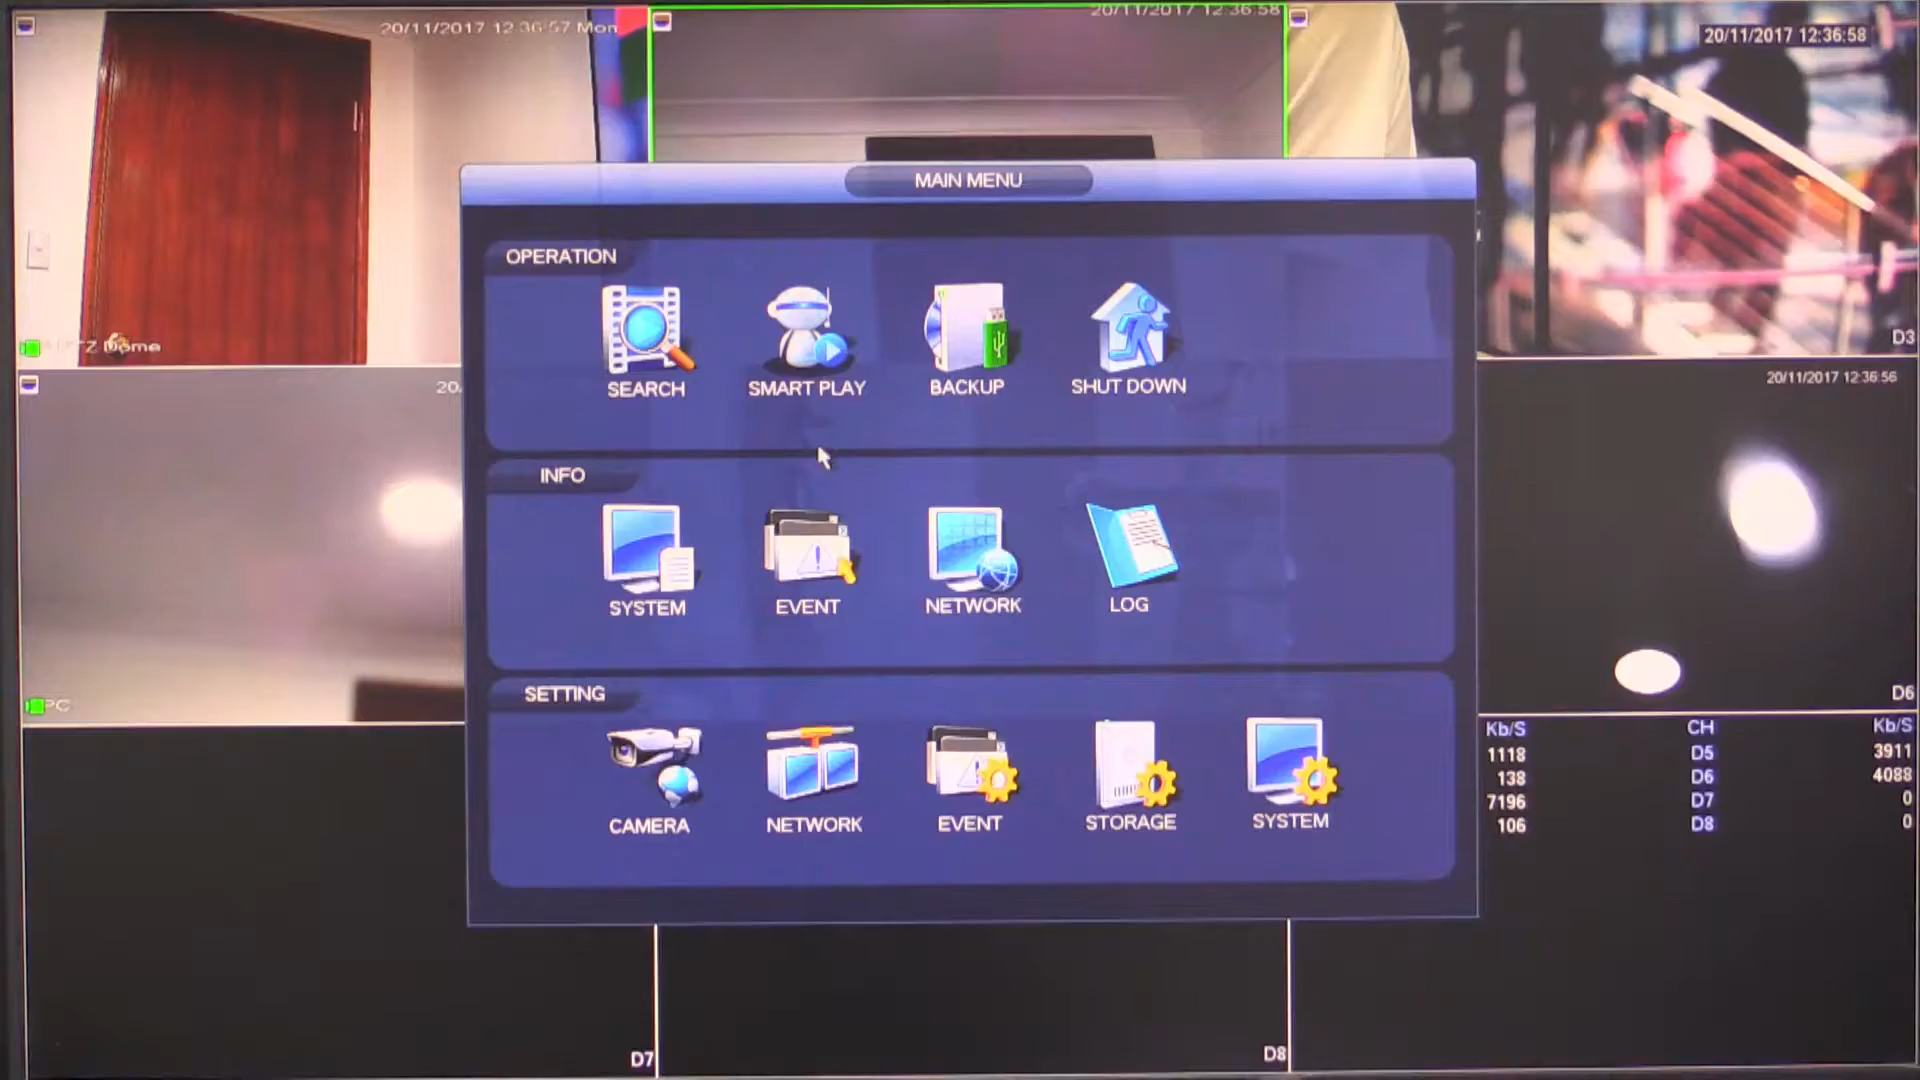 20/11/2017 12:36:57 Mon
20/11/2017 12:36:58
20/11/2017 12:36:58
MAIN MENU
OPERATION
SEARCH
SMART PLAY
BACKUP
SHUT DOWN
D3
Dome
20
20/11/2017 12:36:56
INFO
SYSTEM
EVENT
NETWORK
LOG
PC
D6
SETTING
CAMERA
NETWORK
EVENT
STORAGE
SYSTEM
Kb/S CH Kb/S
1118 D5 3911
138 D6 4088
7196 D7 0
106 D8 0
D7
D8